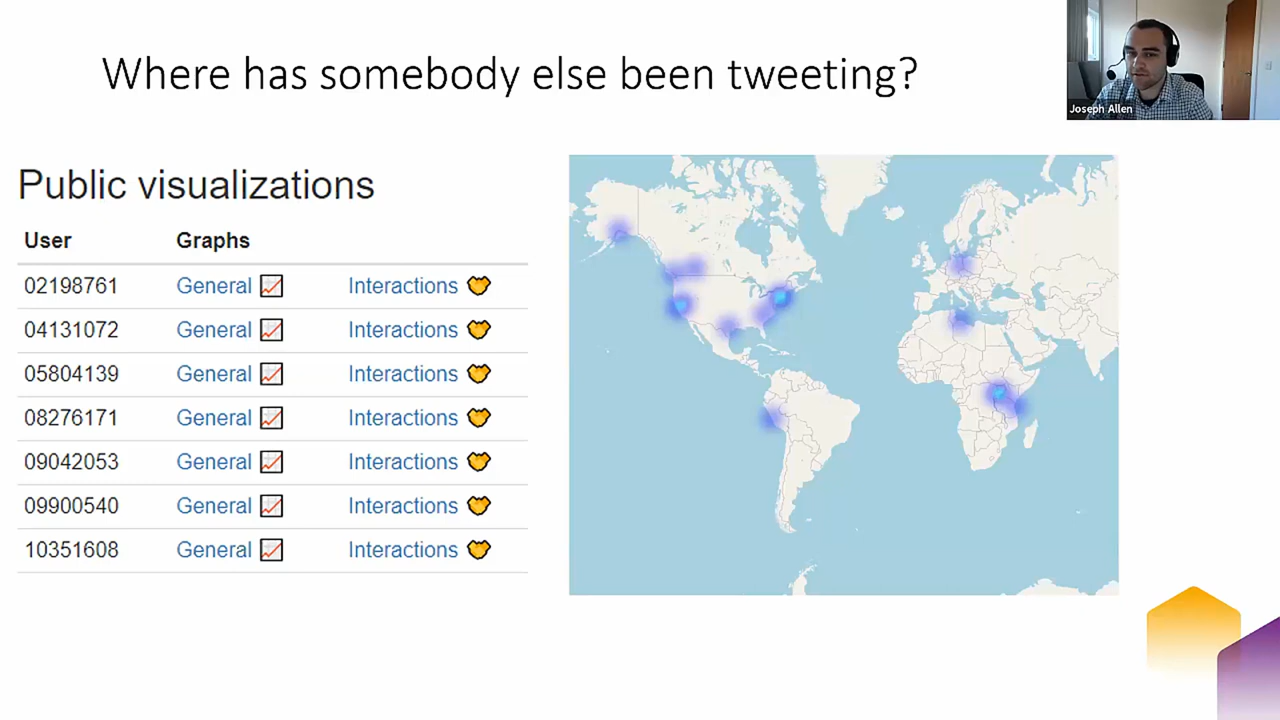 Where has somebody else been tweeting?
Joseph Allen
Public visualizations
User Graphs
02198761 General Interactions
04131072 General Interactions
05804139 General Interactions
08276171 General Interactions
09042053 General Interactions
09900540 General Interactions
10351608 General Interactions